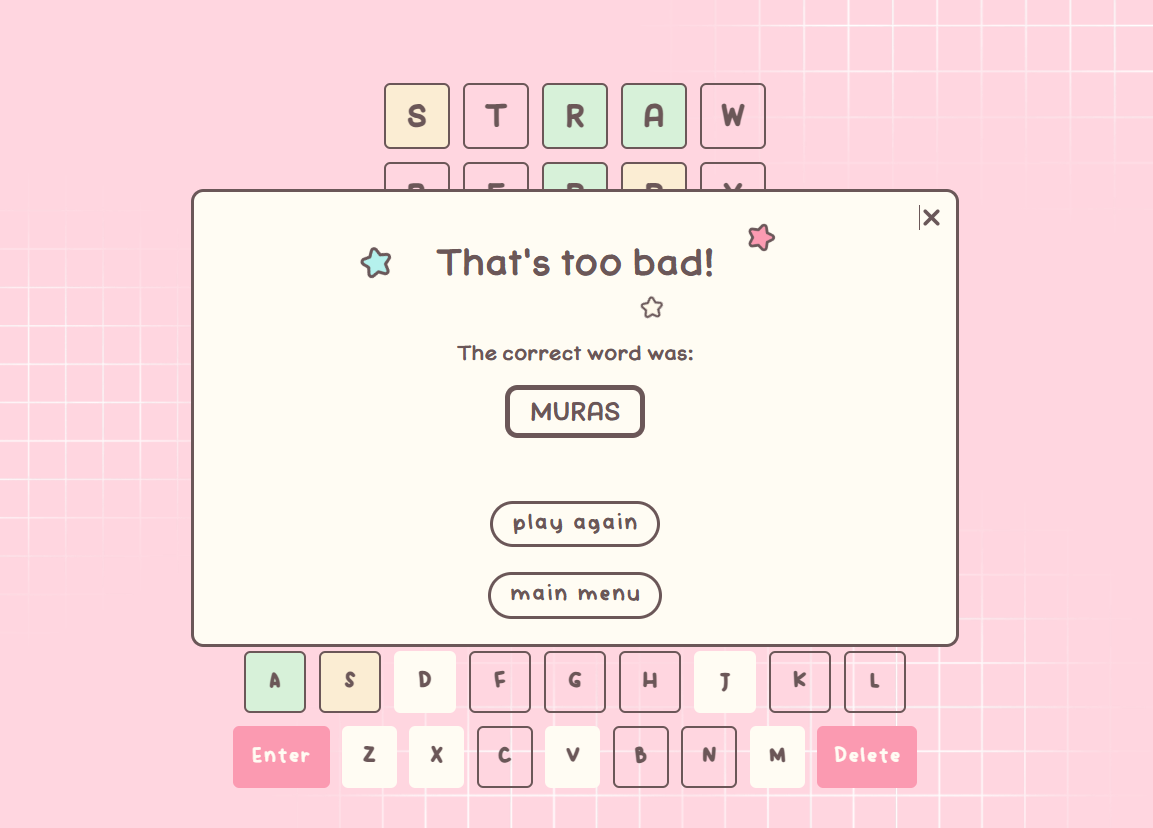 S T R A W
That's too bad!
The correct word was:
MURAS
play again
main menu
A S D F G H J K L
Enter Z X C V B N M Delete